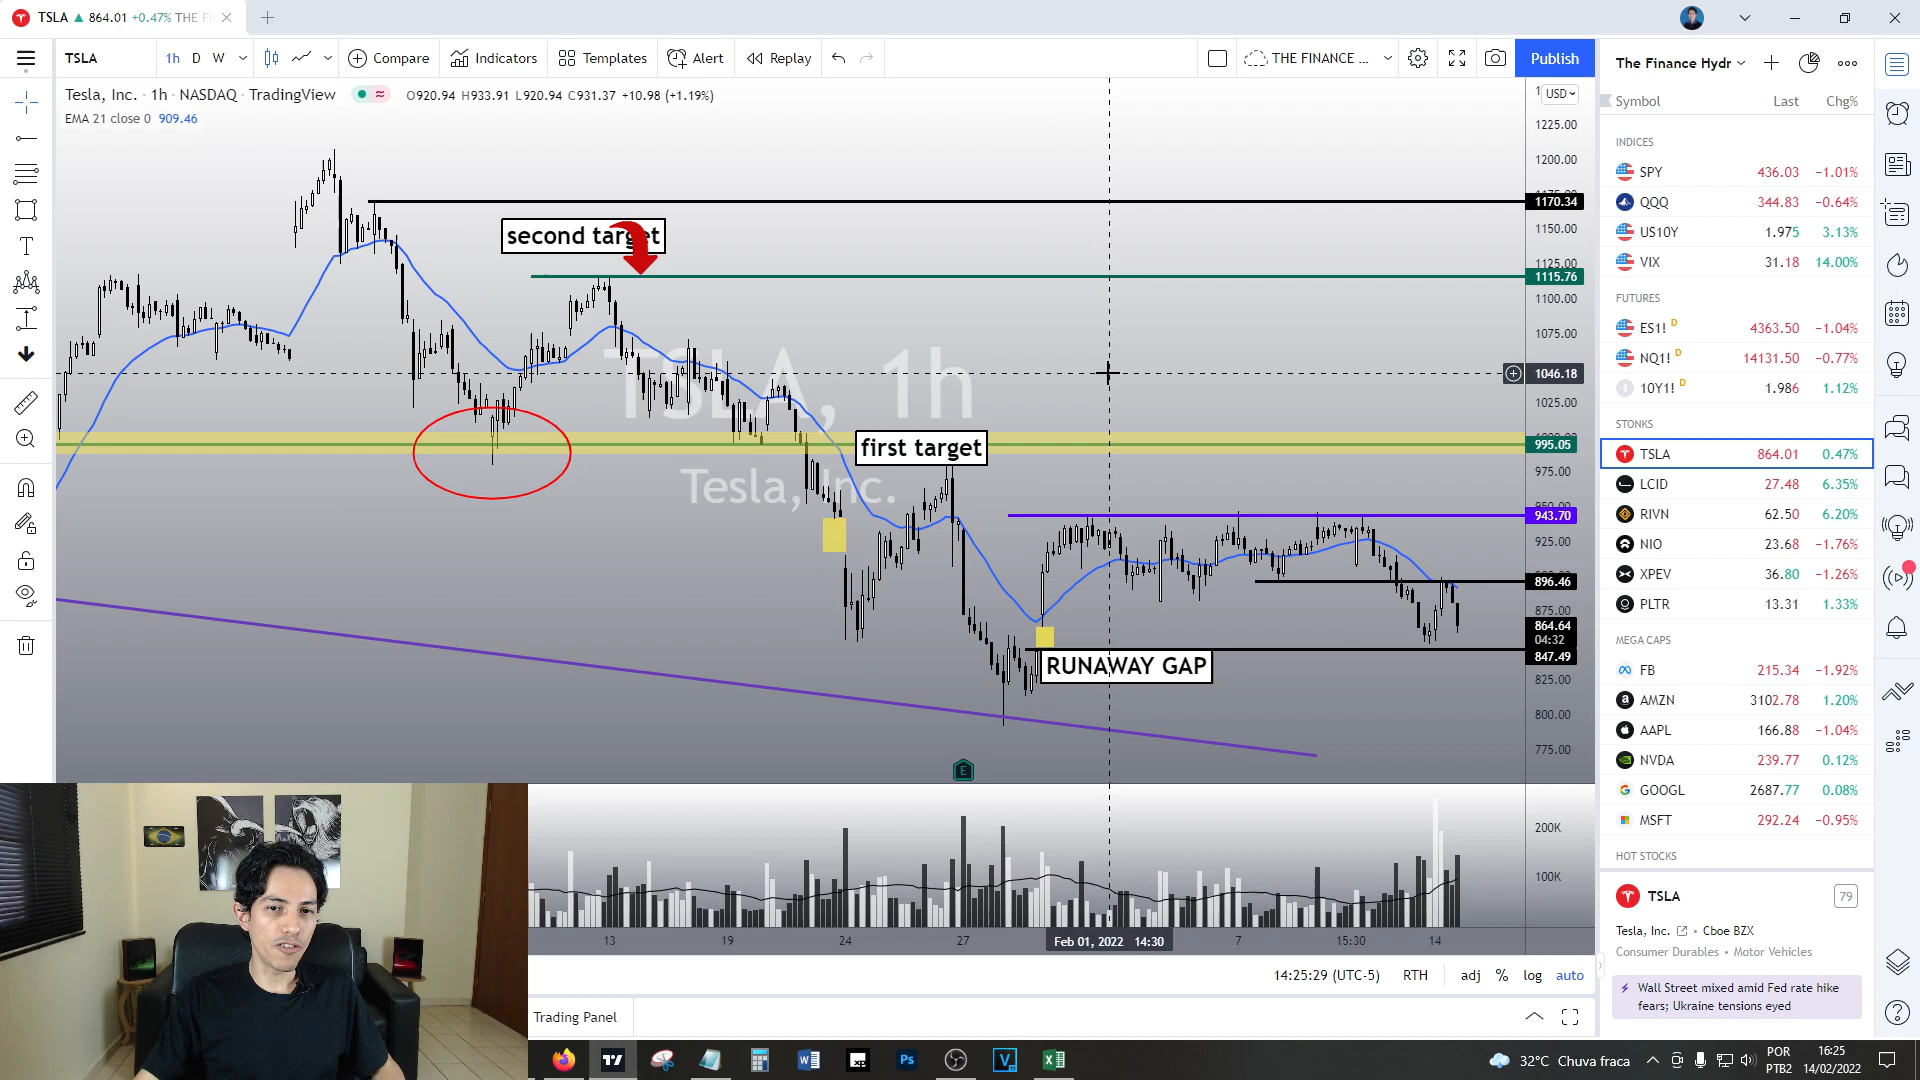 TSLA ▲ 864.01 +0.47% THE F
TSLA
1h D W
Compare
Indicators
Templates
Alert
Replay
THE FINANCE ...
Publish
Tesla, Inc. · 1h · NASDAQ · TradingView
O920.94 H933.91 L920.94 C931.37 +10.98 (+1.19%)
EMA 21 close 0 909.46
USD
1225.00
1200.00
1170.34
1150.00
1125.00
1115.76
1100.00
1075.00
1046.18
1025.00
995.05
975.00
943.70
925.00
896.46
875.00
864.64
04:32
847.49
825.00
800.00
775.00
second target
TSLA, 1h
first target
Tesla, Inc.
RUNAWAY GAP
E
200K
100K
13 19 24 27 Feb 01, 2022 14:30 7 15:30 14
14:25:29 (UTC-5) RTH adj % log auto
Trading Panel
The Finance Hydr
Symbol Last Chg%
INDICES
SPY 436.03 −1.01%
QQQ 344.83 −0.64%
US10Y 1.975 3.13%
VIX 31.18 14.00%
FUTURES
ES1! D 4363.50 −1.04%
NQ1! D 14131.50 −0.77%
10Y1! D 1.986 1.12%
STONKS
TSLA 864.01 0.47%
LCID 27.48 6.35%
RIVN 62.50 6.20%
NIO 23.68 −1.76%
XPEV 36.80 −1.26%
PLTR 13.31 1.33%
MEGA CAPS
FB 215.34 −1.92%
AMZN 3102.78 1.20%
AAPL 166.88 −1.04%
NVDA 239.77 0.12%
GOOGL 2687.77 0.08%
MSFT 292.24 −0.95%
HOT STOCKS
TSLA 79
Tesla, Inc. • Cboe BZX
Consumer Durables • Motor Vehicles
Wall Street mixed amid Fed rate hike
fears; Ukraine tensions eyed
32°C Chuva fraca
POR
PTB2
16:25
14/02/2022